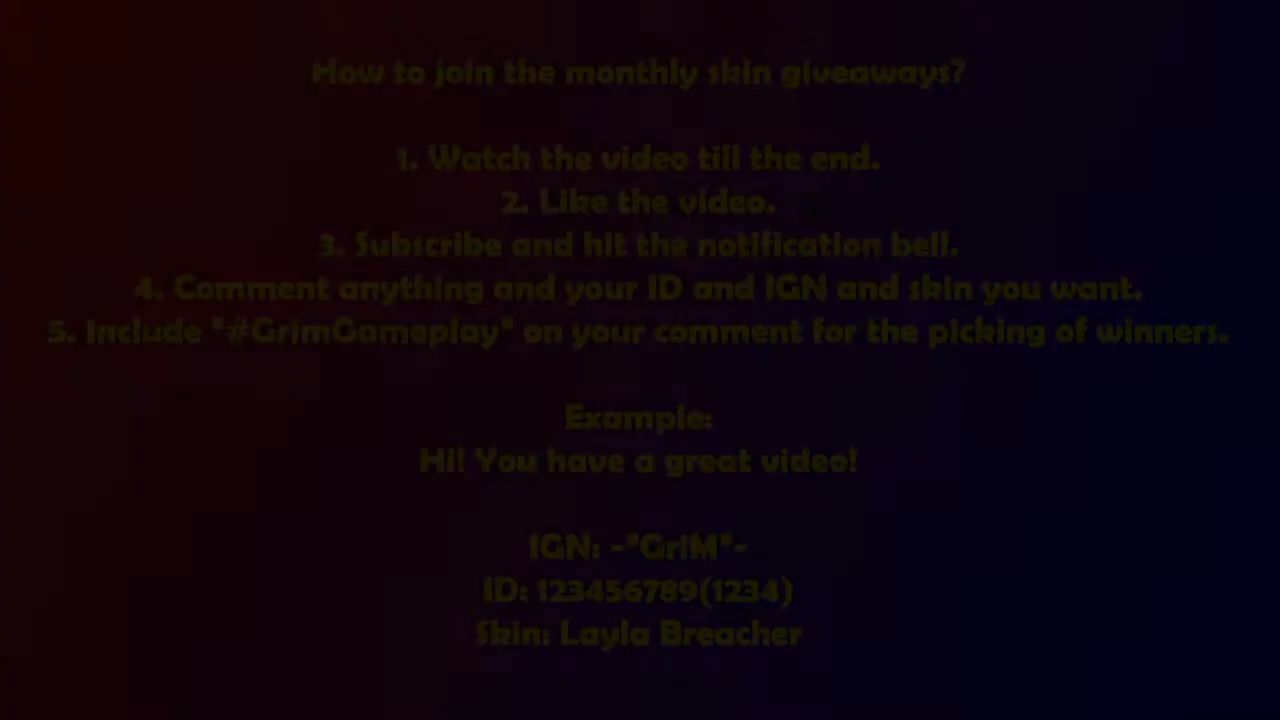 How to join the monthly skin giveaways?
1. Watch the video till the end.
2. Like the video.
3. Subscribe and hit the notification bell.
4. Comment anything and your ID and IGN and skin you want.
5. Include "#GrimGameplay" on your comment for the picking of winners.
Example:
Hi! You have a great video!
IGN: -"GriM"-
ID: 123456789(1234)
Skin: Layla Breacher